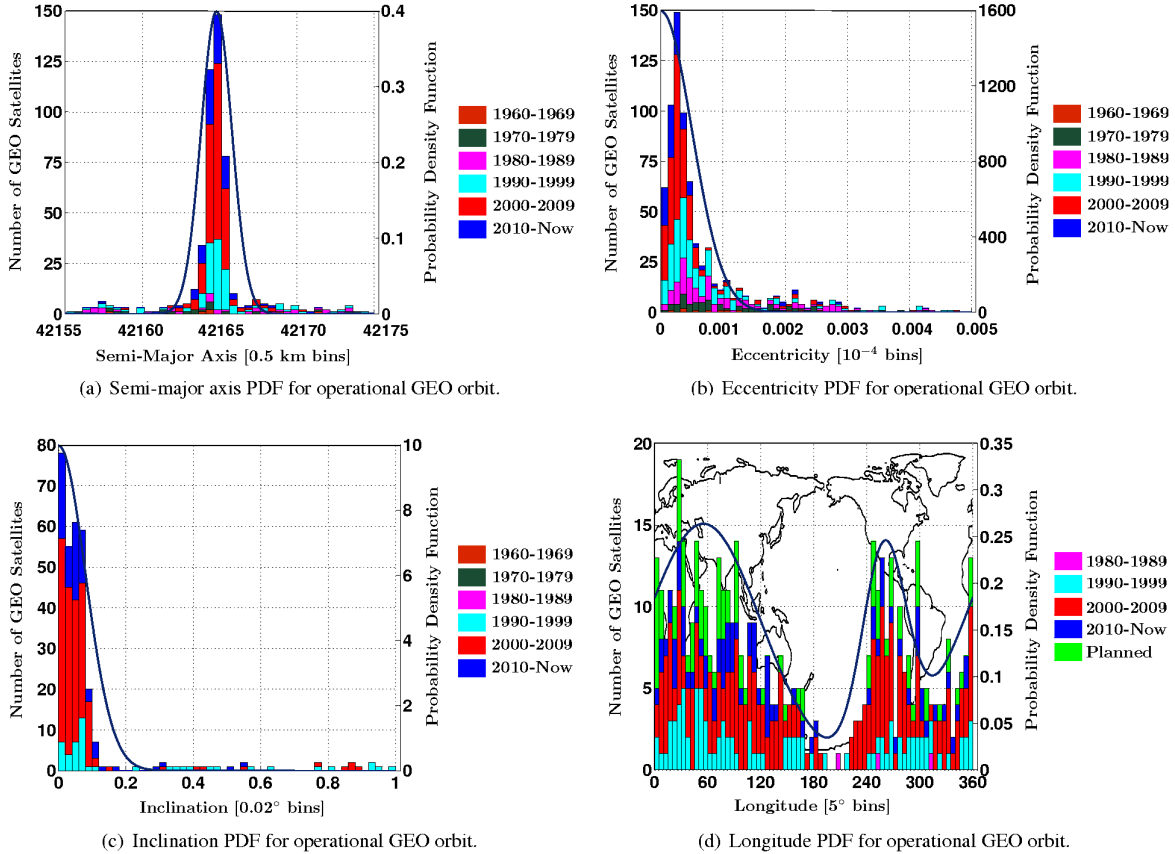 150
125
100
75
50
25
0
Number of GEO Satellites
0.4
0.3
0.2
0.1
0
Probability Density Function
42155 42160 42165 42170 42175
Semi-Major Axis [0.5 km bins]
1960-1969
1970-1979
1980-1989
1990-1999
2000-2009
2010-Now
(a) Semi-major axis PDF for operational GEO orbit.
150
125
100
75
50
25
0
Number of GEO Satellites
1600
1200
800
400
0
Probability Density Function
0 0.001 0.002 0.003 0.004 0.005
Eccentricity [10⁻⁴ bins]
1960-1969
1970-1979
1980-1989
1990-1999
2000-2009
2010-Now
(b) Eccentricity PDF for operational GEO orbit.
80
70
60
50
40
30
20
10
0
Number of GEO Satellites
10
8
6
4
2
0
Probability Density Function
0 0.2 0.4 0.6 0.8 1
Inclination [0.02° bins]
1960-1969
1970-1979
1980-1989
1990-1999
2000-2009
2010-Now
(c) Inclination PDF for operational GEO orbit.
20
15
10
5
0
Number of GEO Satellites
0.35
0.3
0.25
0.2
0.15
0.1
0.05
0
Probability Density Function
0 60 120 180 240 300 360
Longitude [5° bins]
1980-1989
1990-1999
2000-2009
2010-Now
Planned
(d) Longitude PDF for operational GEO orbit.